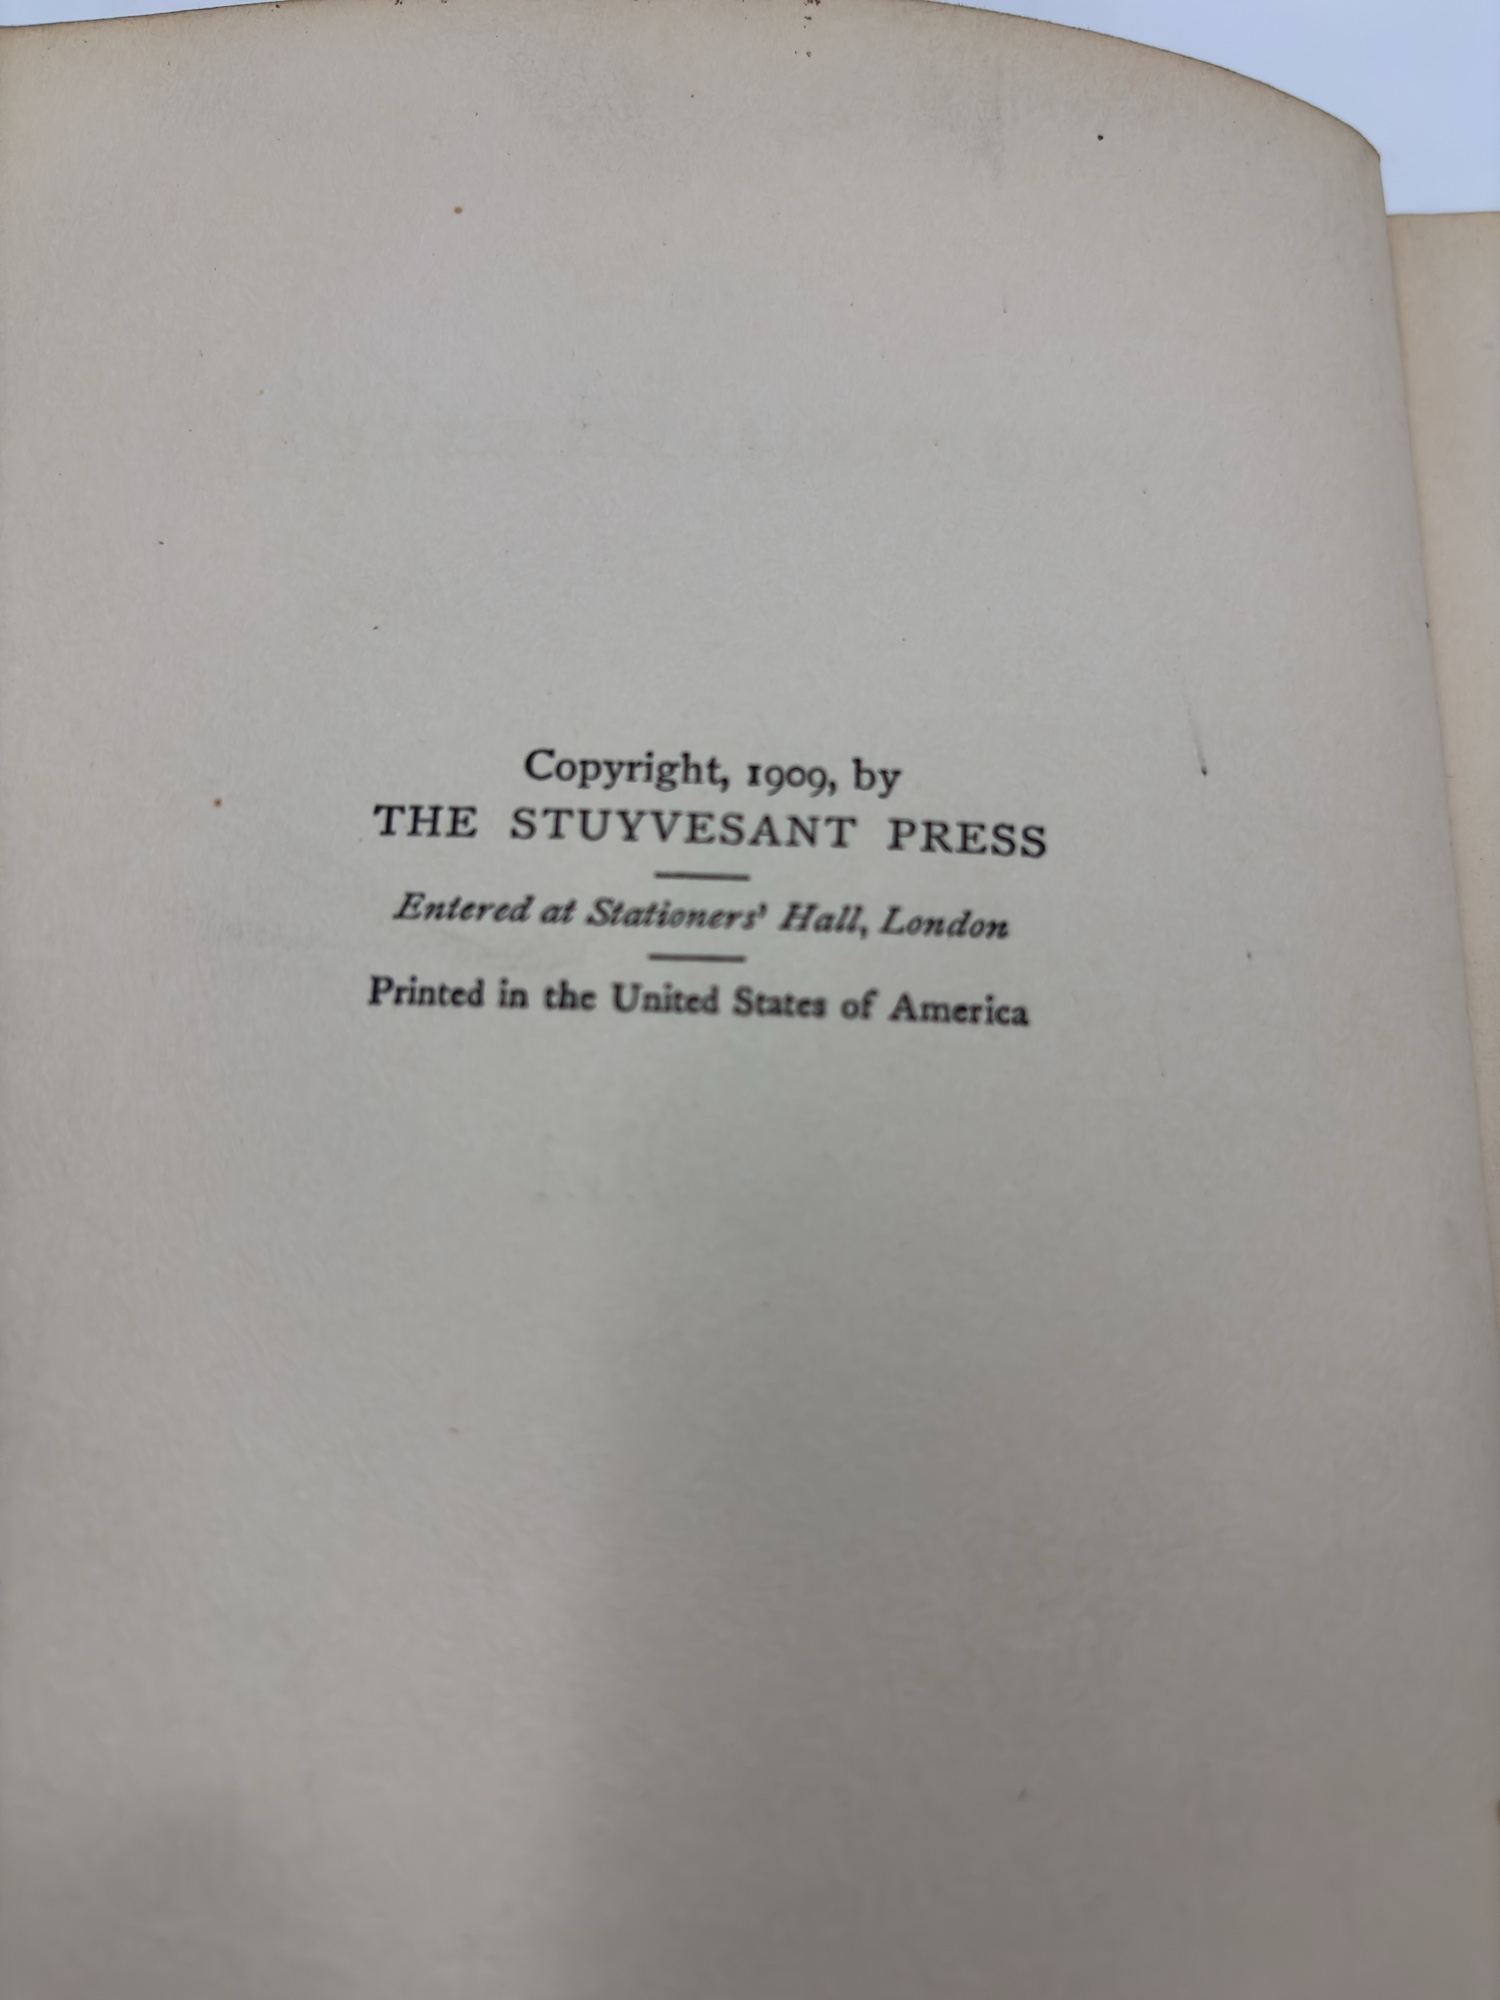 Copyright, 1909, by
THE STUYVESANT PRESS
Entered at Stationers' Hall, London
Printed in the United States of America